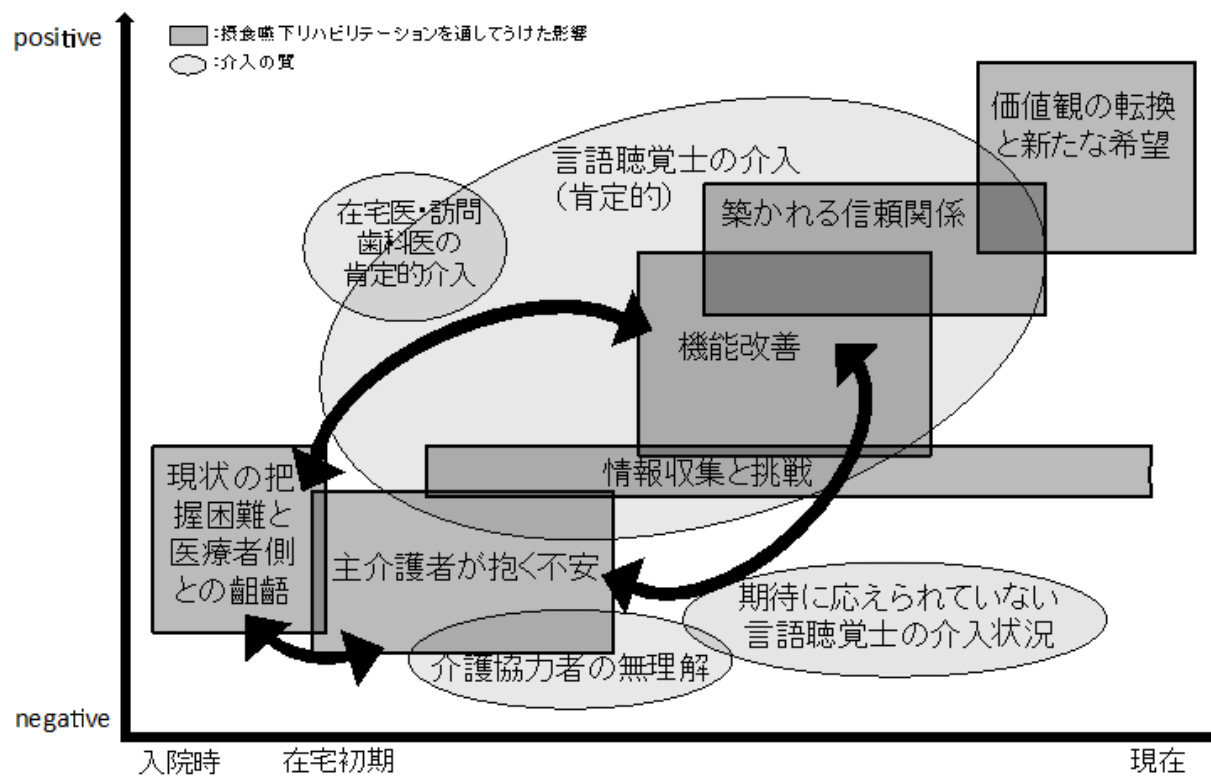 positive
:摂食嚥下リハビリテーションを通してうけた影響
:介入の質
価値観の転換
と新たな希望
言語聴覚士の介入
(肯定的)
築かれる信頼関係
在宅医・訪問
歯科医の
肯定的介入
機能改善
情報収集と挑戦
現状の把
握困難と
医療者側
との齟齬
主介護者が抱く不安
期待に応えられていない
言語聴覚士の介入状況
介護協力者の無理解
negative
入院時
在宅初期
現在